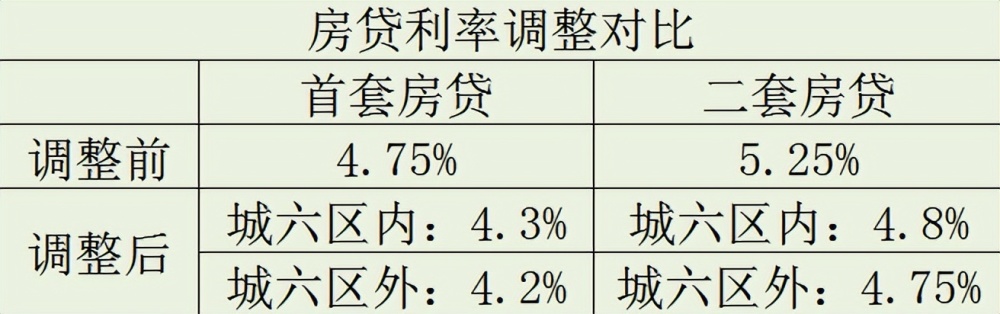 房贷利率调整对比
首套房贷 二套房贷
调整前 4.75% 5.25%
调整后
城六区内：4.3% 城六区内：4.8%
城六区外：4.2% 城六区外：4.75%